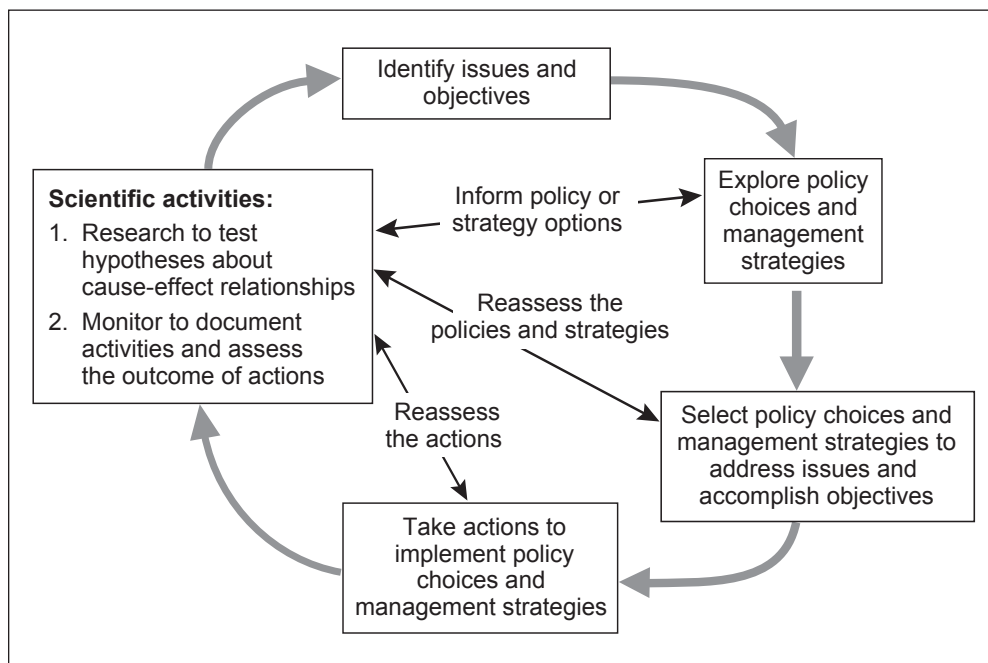 Identify issues and
objectives
Explore policy
choices and
management
strategies
Inform policy or
strategy options
Scientific activities:
1. Research to test
hypotheses about
cause-effect relationships
2. Monitor to document
activities and assess
the outcome of actions
Reassess the
policies and strategies
Reassess
the actions
Select policy choices and
management strategies to
address issues and
accomplish objectives
Take actions to
implement policy
choices and
management strategies